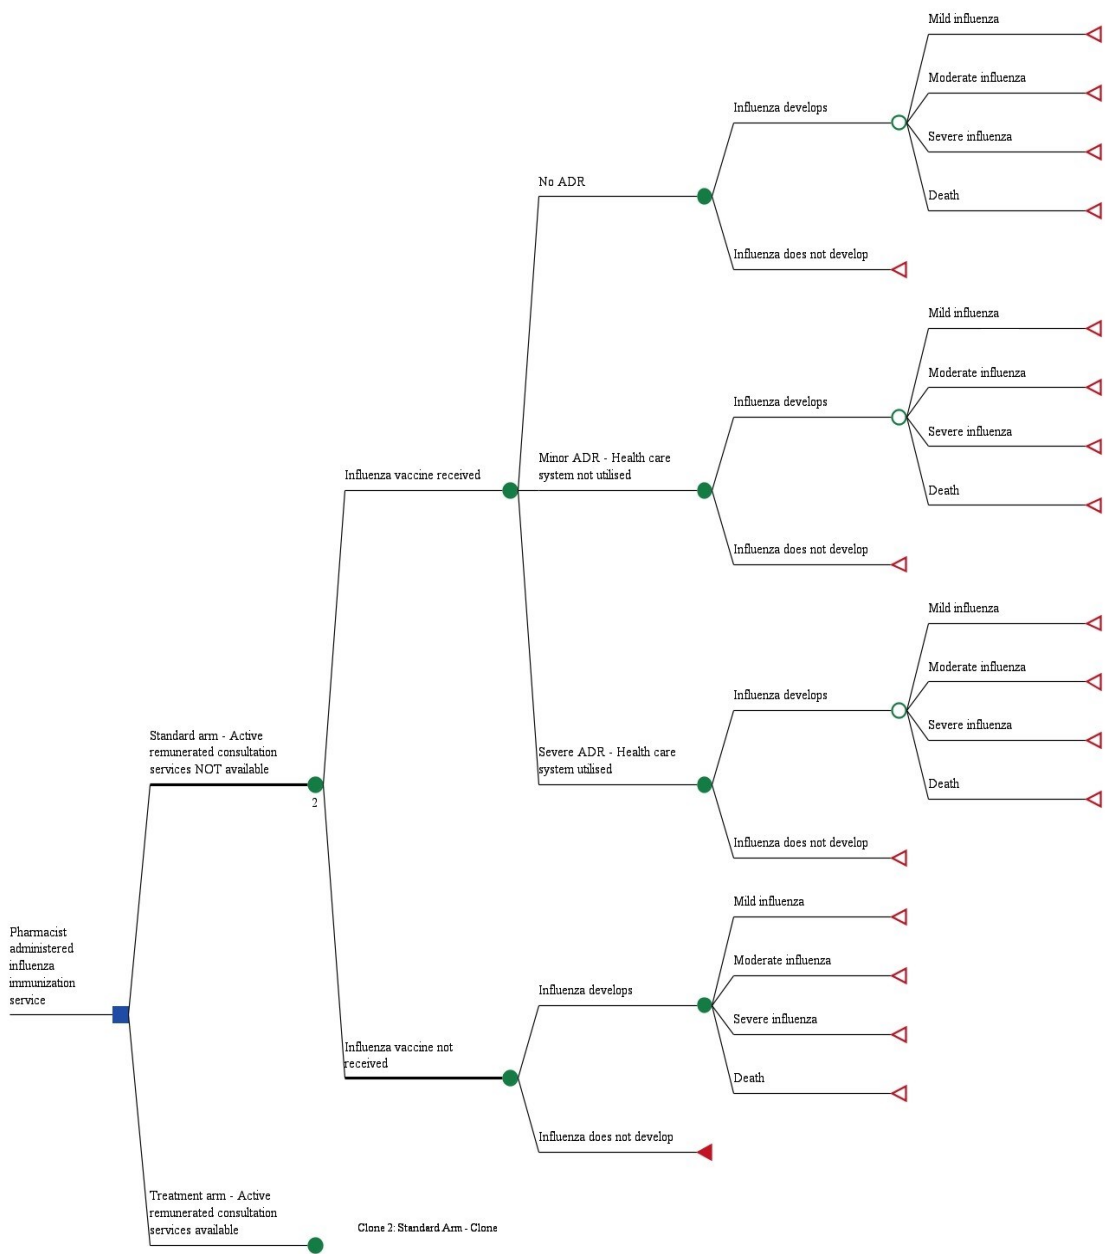 Mild influenza
Moderate influenza
Influenza develops
Severe influenza
No ADR
Death
Influenza does not develop
Mild influenza
Moderate influenza
Influenza develops
Severe influenza
Minor ADR - Health care
system not utilised
Influenza vaccine received
Death
Influenza does not develop
Mild influenza
Moderate influenza
Influenza develops
Severe influenza
Standard arm - Active
remunerated consultation
services NOT available
Severe ADR - Health care
system utilised
Death
2
Influenza does not develop
Mild influenza
Pharmacist
administered
influenza
immunization
service
Moderate influenza
Influenza develops
Severe influenza
Influenza vaccine not
received
Death
Influenza does not develop
Treatment arm - Active
remunerated consultation
services available
Clone 2: Standard Arm - Clone